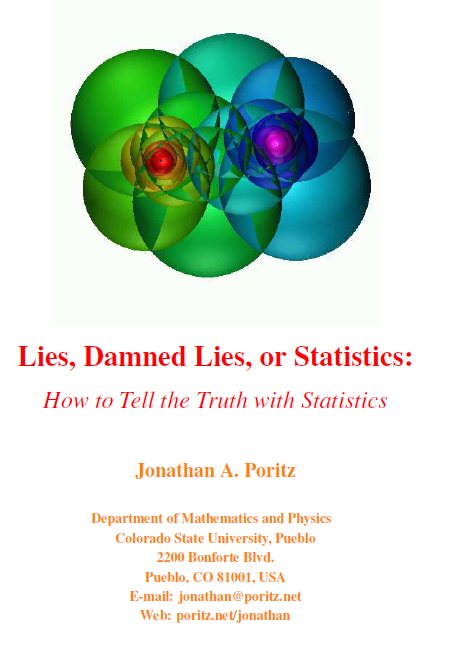 Lies, Damned Lies, or Statistics:
How to Tell the Truth with Statistics
Jonathan A. Poritz
Department of Mathematics and Physics
Colorado State University, Pueblo
2200 Bonforte Blvd.
Pueblo, CO 81001, USA
E-mail: jonathan@poritz.net
Web: poritz.net/jonathan